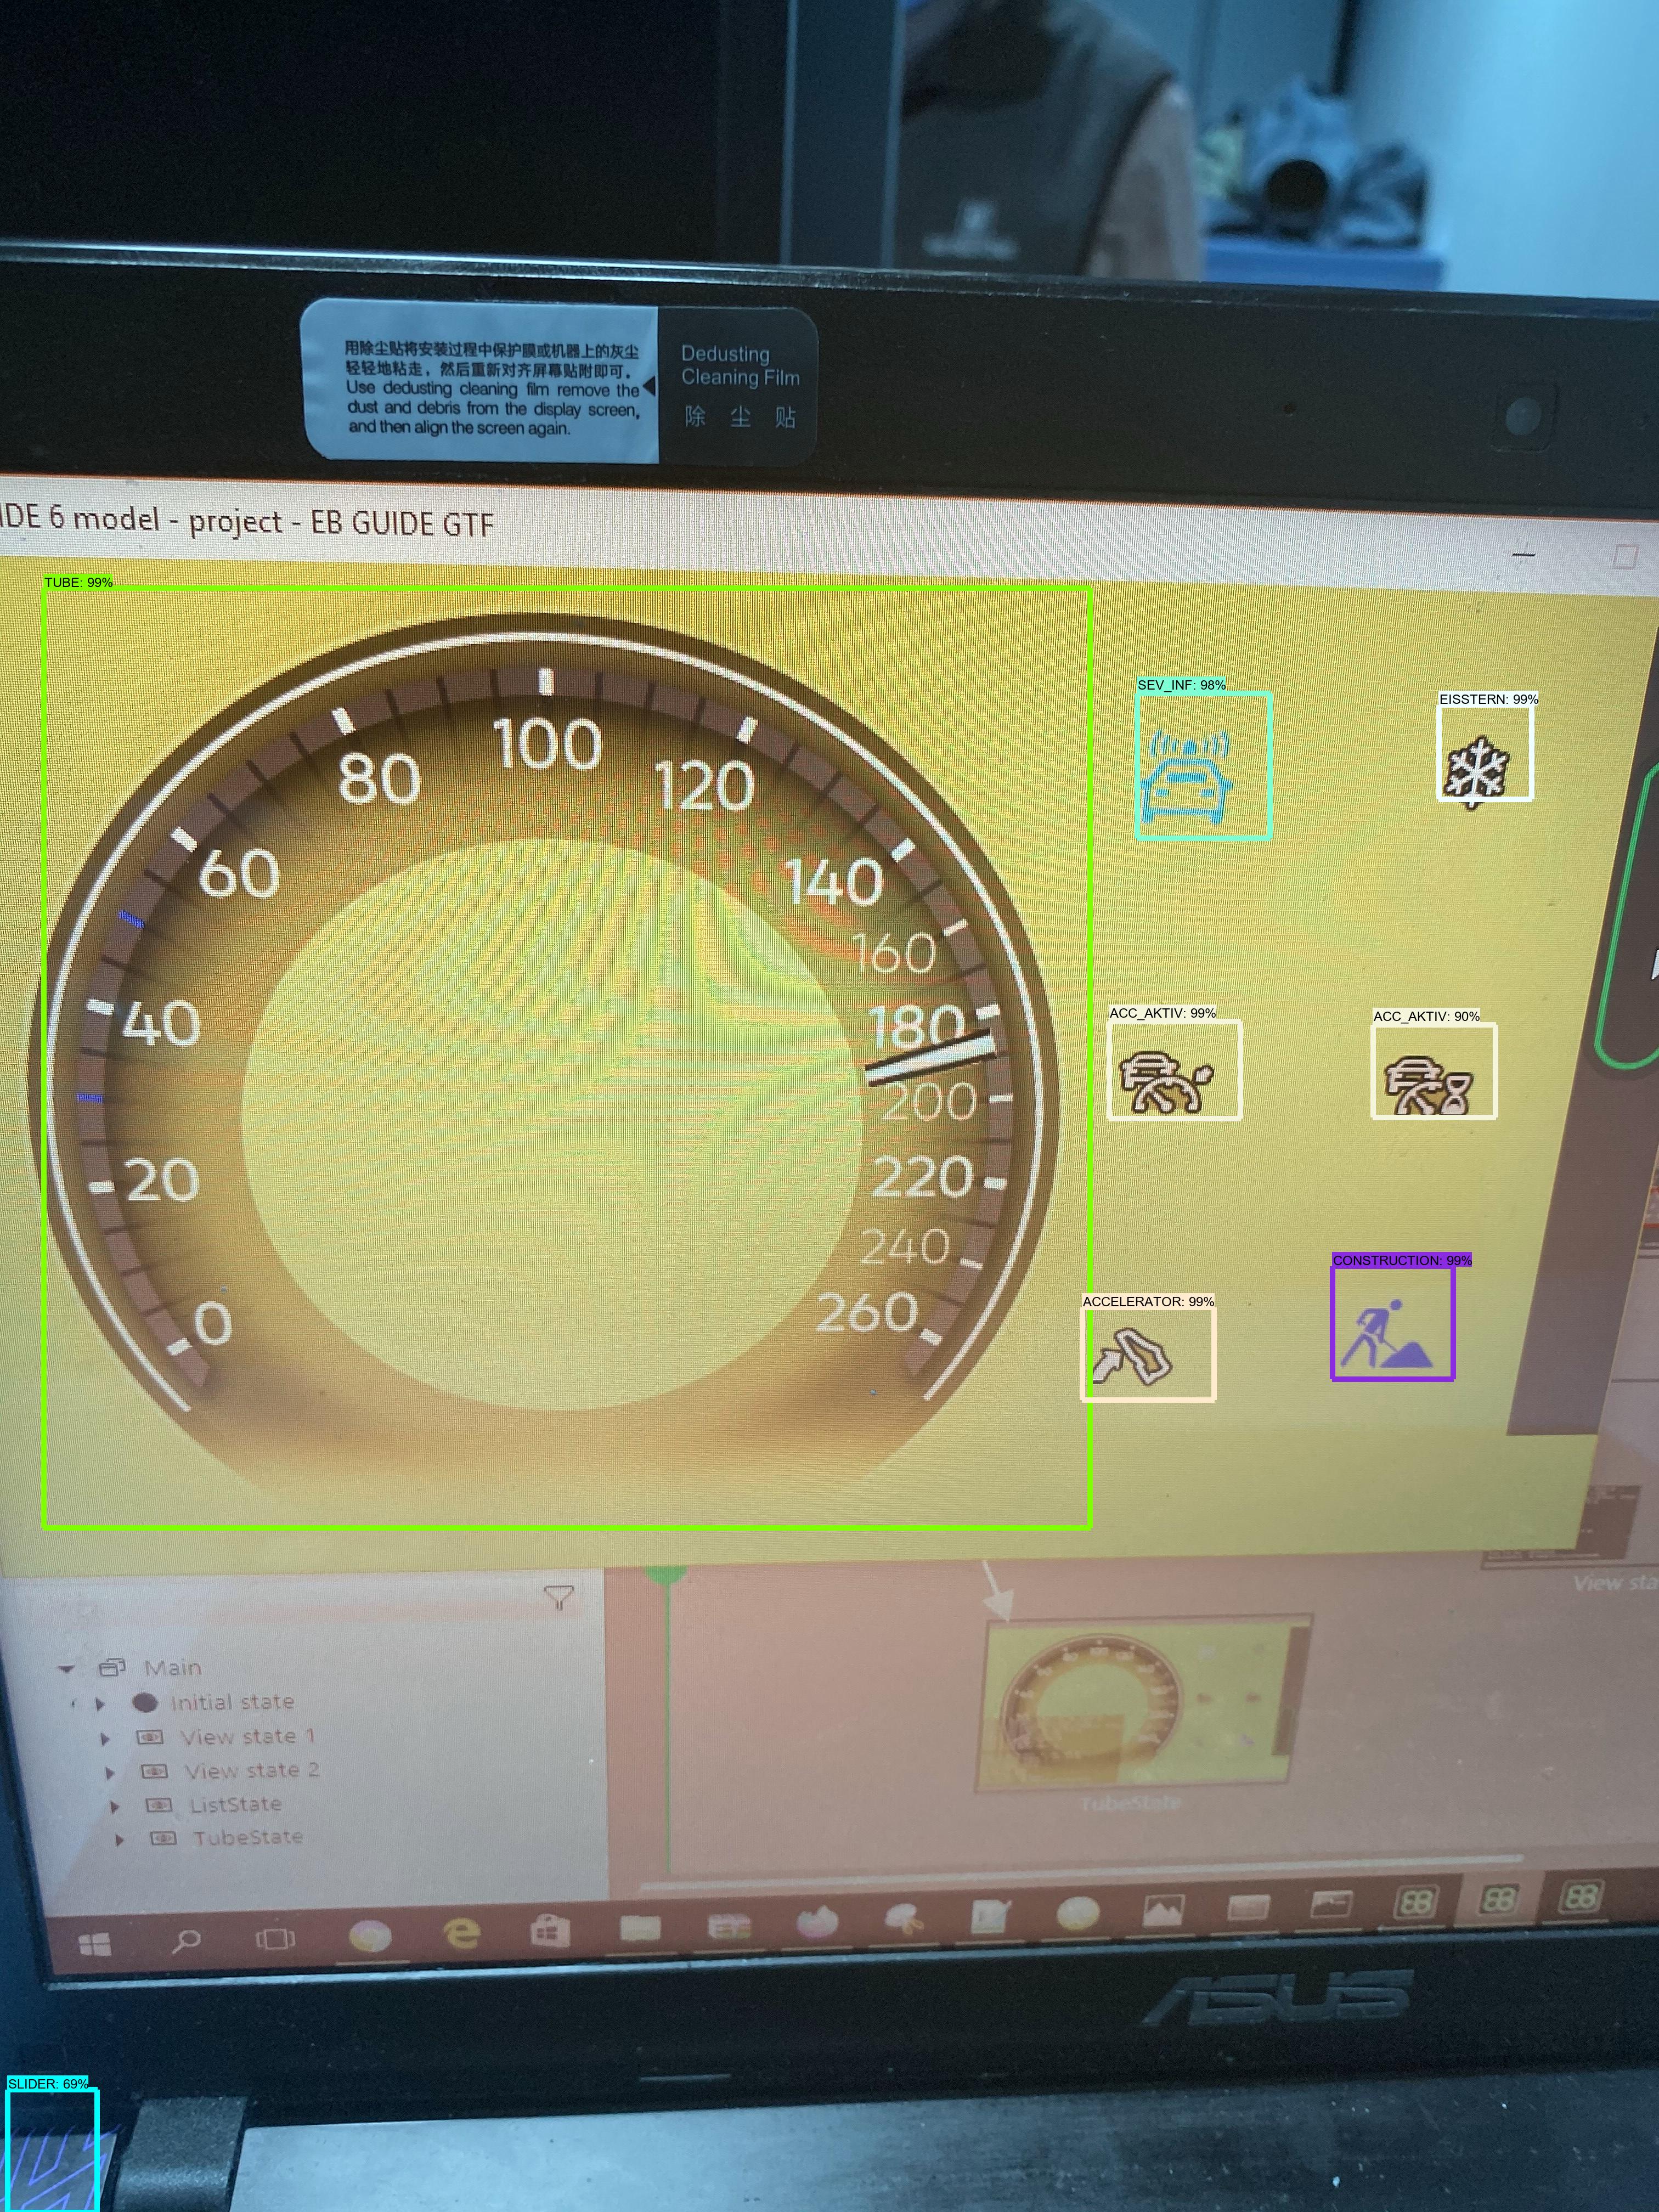 用除尘贴将安装过程中保护膜或机器上的灰尘
轻轻地粘走，然后重新对齐屏幕贴附即可。
Use dedusting cleaning film remove the
dust and debris from the display screen,
and then align the screen again.
Dedusting
Cleaning Film
除 尘 贴
IDE 6 model - project - EB GUIDE GTF
TUBE: 99%
SEV_INF: 98%
EISSTERN: 99%
100
80
120
60
140
160
40
180
ACC_AKTIV: 99%
ACC_AKTIV: 90%
200
20
220
240
0
260
CONSTRUCTION: 99%
ACCELERATOR: 99%
View sta
Main
Initial state
View state 1
View state 2
ListState
TubeState
TubeState
ASUS
SLIDER: 69%